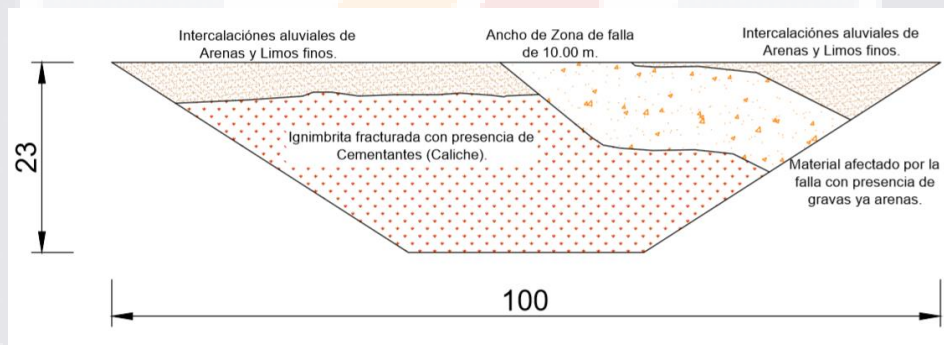 Intercalaciónes aluviales de
Arenas y Limos finos.
Ancho de Zona de falla
de 10.00 m.
Intercalaciónes aluviales de
Arenas y Limos finos.
Ignimbrita fracturada con presencia de
Cementantes (Caliche).
23
Material afectado por la
falla con presencia de
gravas ya arenas.
100